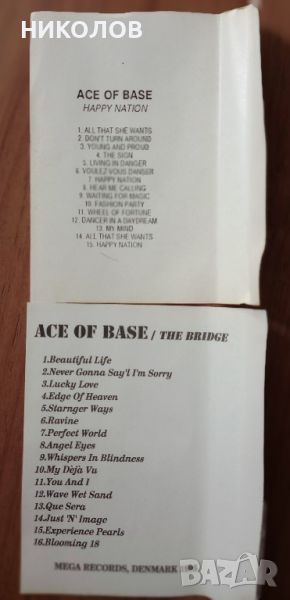 НИКОЛОВ
ACE OF BASE
HAPPY NATION
1. ALL THAT SHE WANTS
2. DON'T TURN AROUND
3. YOUNG AND PROUD
4. THE SIGN
5. LIVING IN DANGER
6. VOULEZ VOUS DANSER
7. HAPPY NATION
8. HEAR ME CALLING
9. WAITING FOR MAGIC
10. FASHION PARTY
11. WHEEL OF FORTUNE
12. DANCER IN A DAYDREAM
13. MY MIND
14. ALL THAT SHE WANTS
15. HAPPY NATION
ACE OF BASE / THE BRIDGE
1.Beautiful Life
2.Never Gonna Say'l I'm Sorry
3.Lucky Love
4.Edge Of Heaven
5.Starnger Ways
6.Ravine
7.Perfect World
8.Angel Eyes
9.Whispers In Blindness
10.My Dèjà Vu
11.You And I
12.Wave Wet Sand
13.Que Sera
14.Just 'N' Image
15.Experience Pearls
16.Blooming 18
MEGA RECORDS, DENMARK
BAZAR